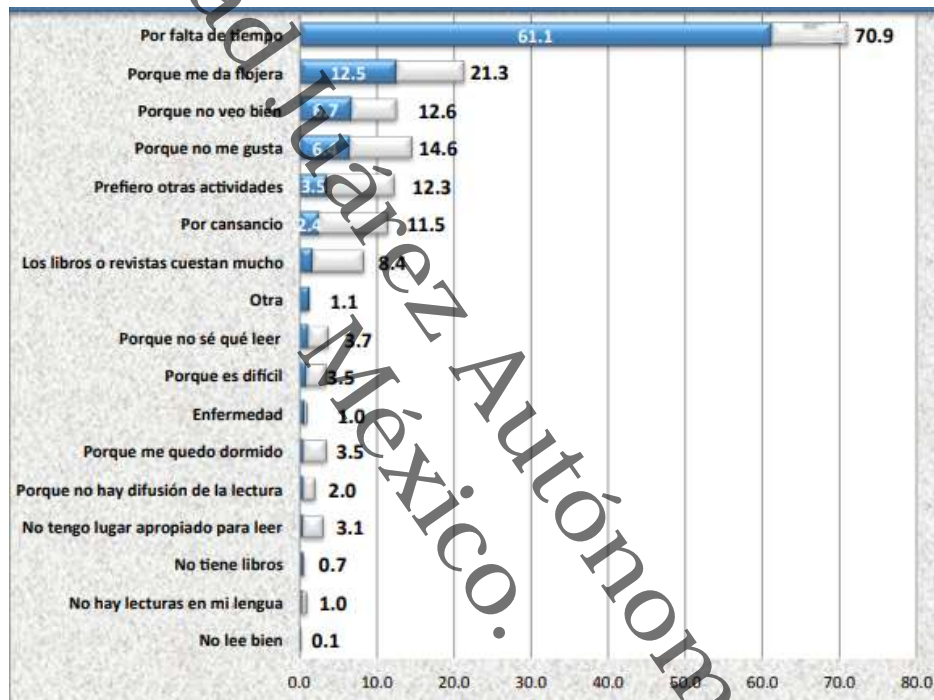 Por falta de tiempo 61.1 70.9
Porque me da flojera 12.5 21.3
Porque no veo bien 6.7 12.6
Porque no me gusta 14.6
Prefiero otras actividades 3.5 12.3
Por cansancio 2.4 11.5
Los libros o revistas cuestan mucho 8.4
Otra 1.1
Porque no sé qué leer 3.7
Porque es difícil 3.5
Enfermedad 1.0
Porque me quedo dormido 3.5
Porque no hay difusión de la lectura 2.0
No tengo lugar apropiado para leer 3.1
No tiene libros 0.7
No hay lecturas en mi lengua 1.0
No lee bien 0.1
0.0 10.0 20.0 30.0 40.0 50.0 60.0 70.0 80.0
Juárez Autónom
México.